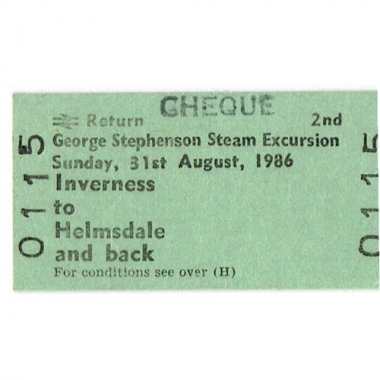 CHEQUE
Return 2nd
George Stephenson Steam Excursion
Sunday, 31st August, 1986
Inverness
to
Helmsdale
and back
For conditions see over (H)
0115
0115